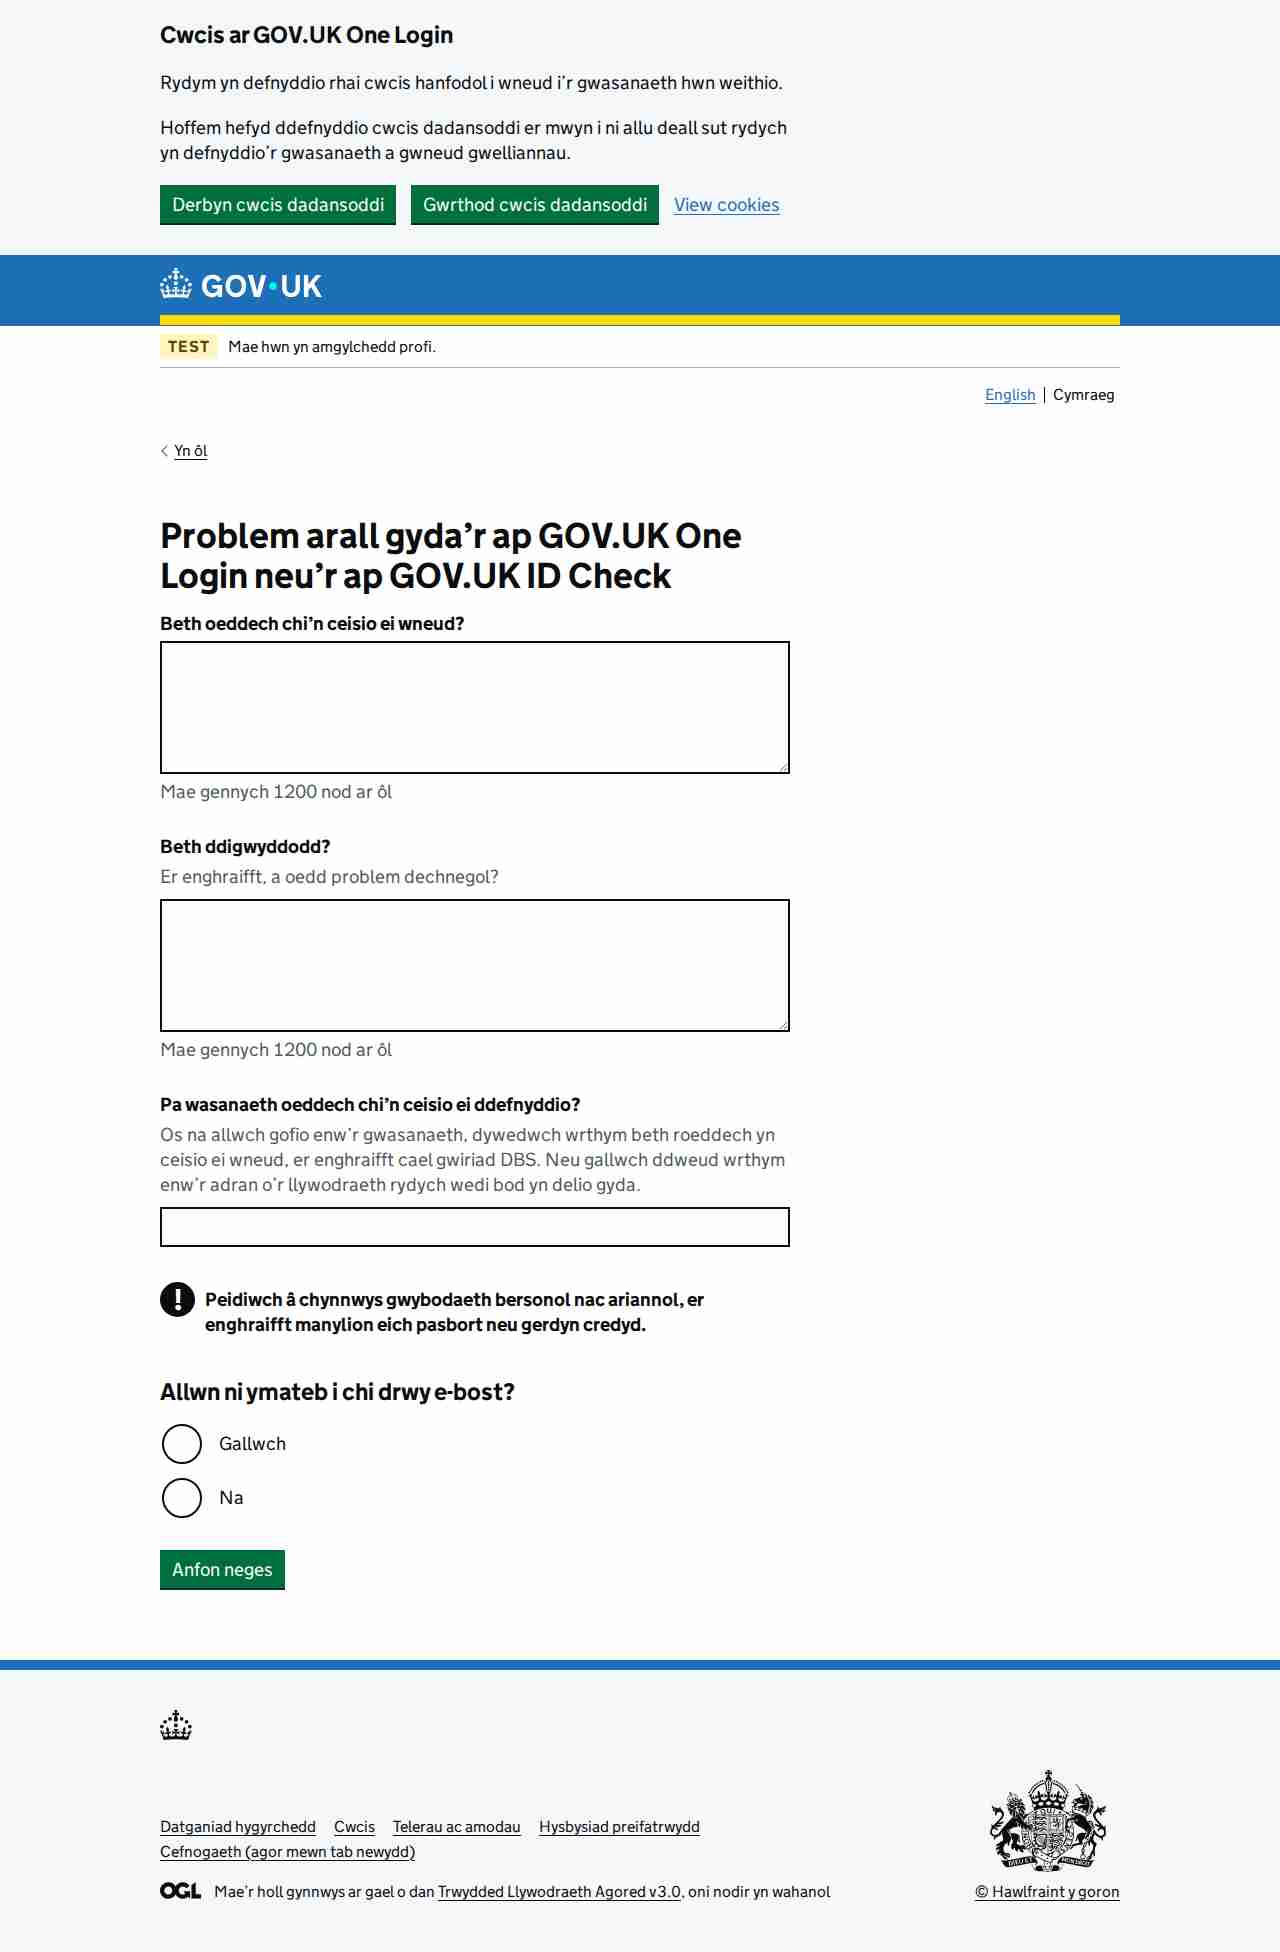 Cwcis ar GOV.UK One Login
Rydym yn defnyddio rhai cwcis hanfodol i wneud i’r gwasanaeth hwn weithio.
Hoffem hefyd ddefnyddio cwcis dadansoddi er mwyn i ni allu deall sut rydych
yn defnyddio’r gwasanaeth a gwneud gwelliannau.
Derbyn cwcis dadansoddi Gwrthod cwcis dadansoddi View cookies
GOV·UK
TEST Mae hwn yn amgylchedd profi.
English Cymraeg
Yn ôl
Problem arall gyda’r ap GOV.UK One
Login neu’r ap GOV.UK ID Check
Beth oeddech chi’n ceisio ei wneud?
Mae gennych 1200 nod ar ôl
Beth ddigwyddodd?
Er enghraifft, a oedd problem dechnegol?
Mae gennych 1200 nod ar ôl
Pa wasanaeth oeddech chi’n ceisio ei ddefnyddio?
Os na allwch gofio enw’r gwasanaeth, dywedwch wrthym beth roeddech yn
ceisio ei wneud, er enghraifft cael gwiriad DBS. Neu gallwch ddweud wrthym
enw’r adran o’r llywodraeth rydych wedi bod yn delio gyda.
! Peidiwch â chynnwys gwybodaeth bersonol nac ariannol, er
enghraifft manylion eich pasbort neu gerdyn credyd.
Allwn ni ymateb i chi drwy e-bost?
Gallwch
Na
Anfon neges
Datganiad hygyrchedd Cwcis Telerau ac amodau Hysbysiad preifatrwydd
Cefnogaeth (agor mewn tab newydd)
OGL Mae’r holl gynnwys ar gael o dan Trwydded Llywodraeth Agored v3.0, oni nodir yn wahanol
© Hawlfraint y goron